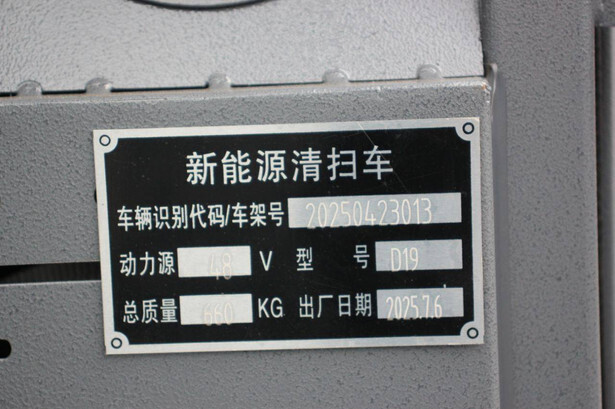 新能源清扫车
车辆识别代码/车架号 20250423013
动力源 48 V 型 号 D19
总质量 660 KG 出厂日期 2025.7.6